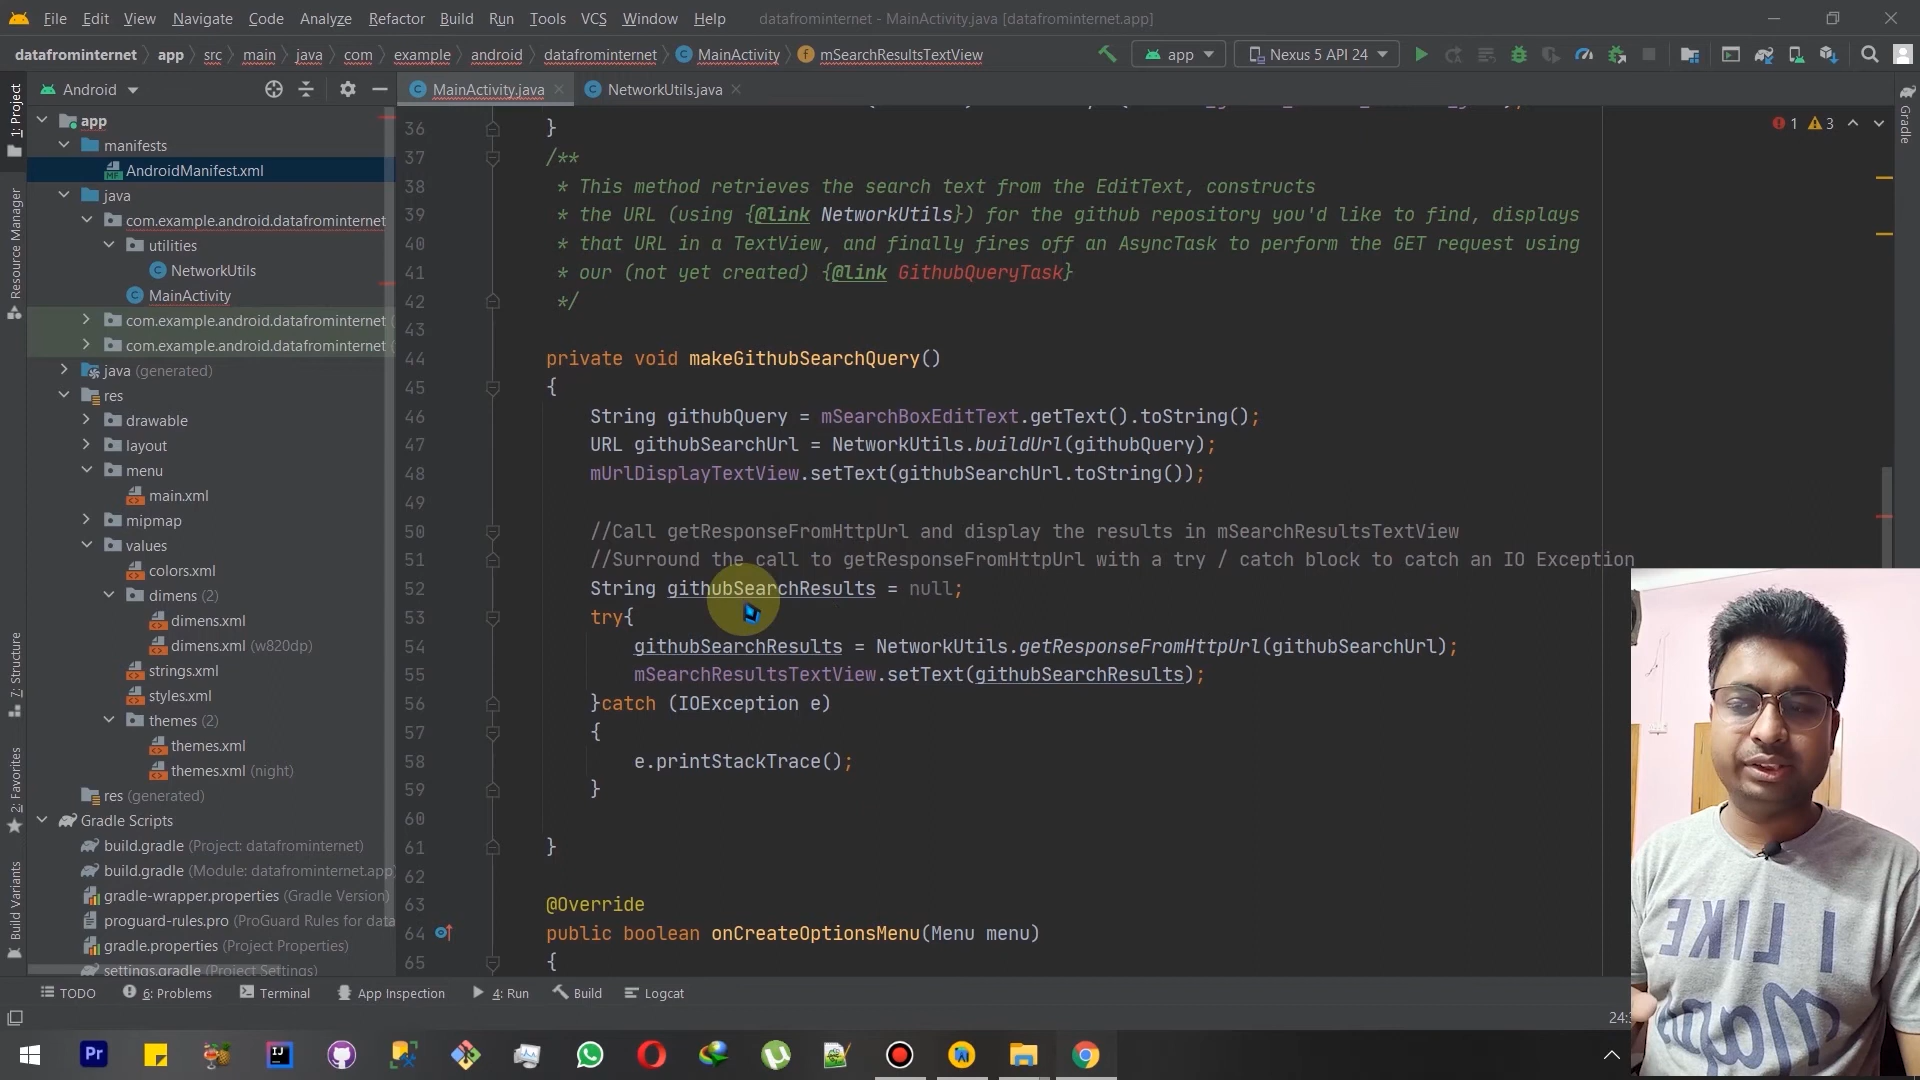 File Edit View Navigate Code Analyze Refactor Build Run Tools VCS Window Help datafrominternet - MainActivity.java [datafrominternet.app]
datafrominternet app src main java com example android datafrominternet MainActivity mSearchResultsTextView app Nexus 5 API 24
Android MainActivity.java NetworkUtils.java
1: Project
Resource Manager
7: Structure
2: Favorites
Build Variants
Gradle
app
manifests
AndroidManifest.xml
java
com.example.android.datafrominternet
utilities
NetworkUtils
MainActivity
com.example.android.datafrominternet (
com.example.android.datafrominternet (
java (generated)
res
drawable
layout
menu
main.xml
mipmap
values
colors.xml
dimens (2)
dimens.xml
dimens.xml (w820dp)
strings.xml
styles.xml
themes (2)
themes.xml
themes.xml (night)
res (generated)
Gradle Scripts
build.gradle (Project: datafrominternet)
build.gradle (Module: datafrominternet.app)
gradle-wrapper.properties (Gradle Version)
proguard-rules.pro (ProGuard Rules for data
gradle.properties (Project Properties)
settings.gradle (Project Settings)
1 3
36 }
37 /**
38 * This method retrieves the search text from the EditText, constructs
39 * the URL (using {@link NetworkUtils}) for the github repository you'd like to find, displays
40 * that URL in a TextView, and finally fires off an AsyncTask to perform the GET request using
41 * our (not yet created) {@link GithubQueryTask}
42 */
43
44 private void makeGithubSearchQuery()
45 {
46 String githubQuery = mSearchBoxEditText.getText().toString();
47 URL githubSearchUrl = NetworkUtils.buildUrl(githubQuery);
48 mUrlDisplayTextView.setText(githubSearchUrl.toString());
49
50 //Call getResponseFromHttpUrl and display the results in mSearchResultsTextView
51 //Surround the call to getResponseFromHttpUrl with a try / catch block to catch an IO Exception
52 String githubSearchResults = null;
53 try{
54 githubSearchResults = NetworkUtils.getResponseFromHttpUrl(githubSearchUrl);
55 mSearchResultsTextView.setText(githubSearchResults);
56 }catch (IOException e)
57 {
58 e.printStackTrace();
59 }
60
61 }
62
63 @Override
64 public boolean onCreateOptionsMenu(Menu menu)
65 {
TODO 6: Problems Terminal App Inspection 4: Run Build Logcat
Pr IJ
I LIKE